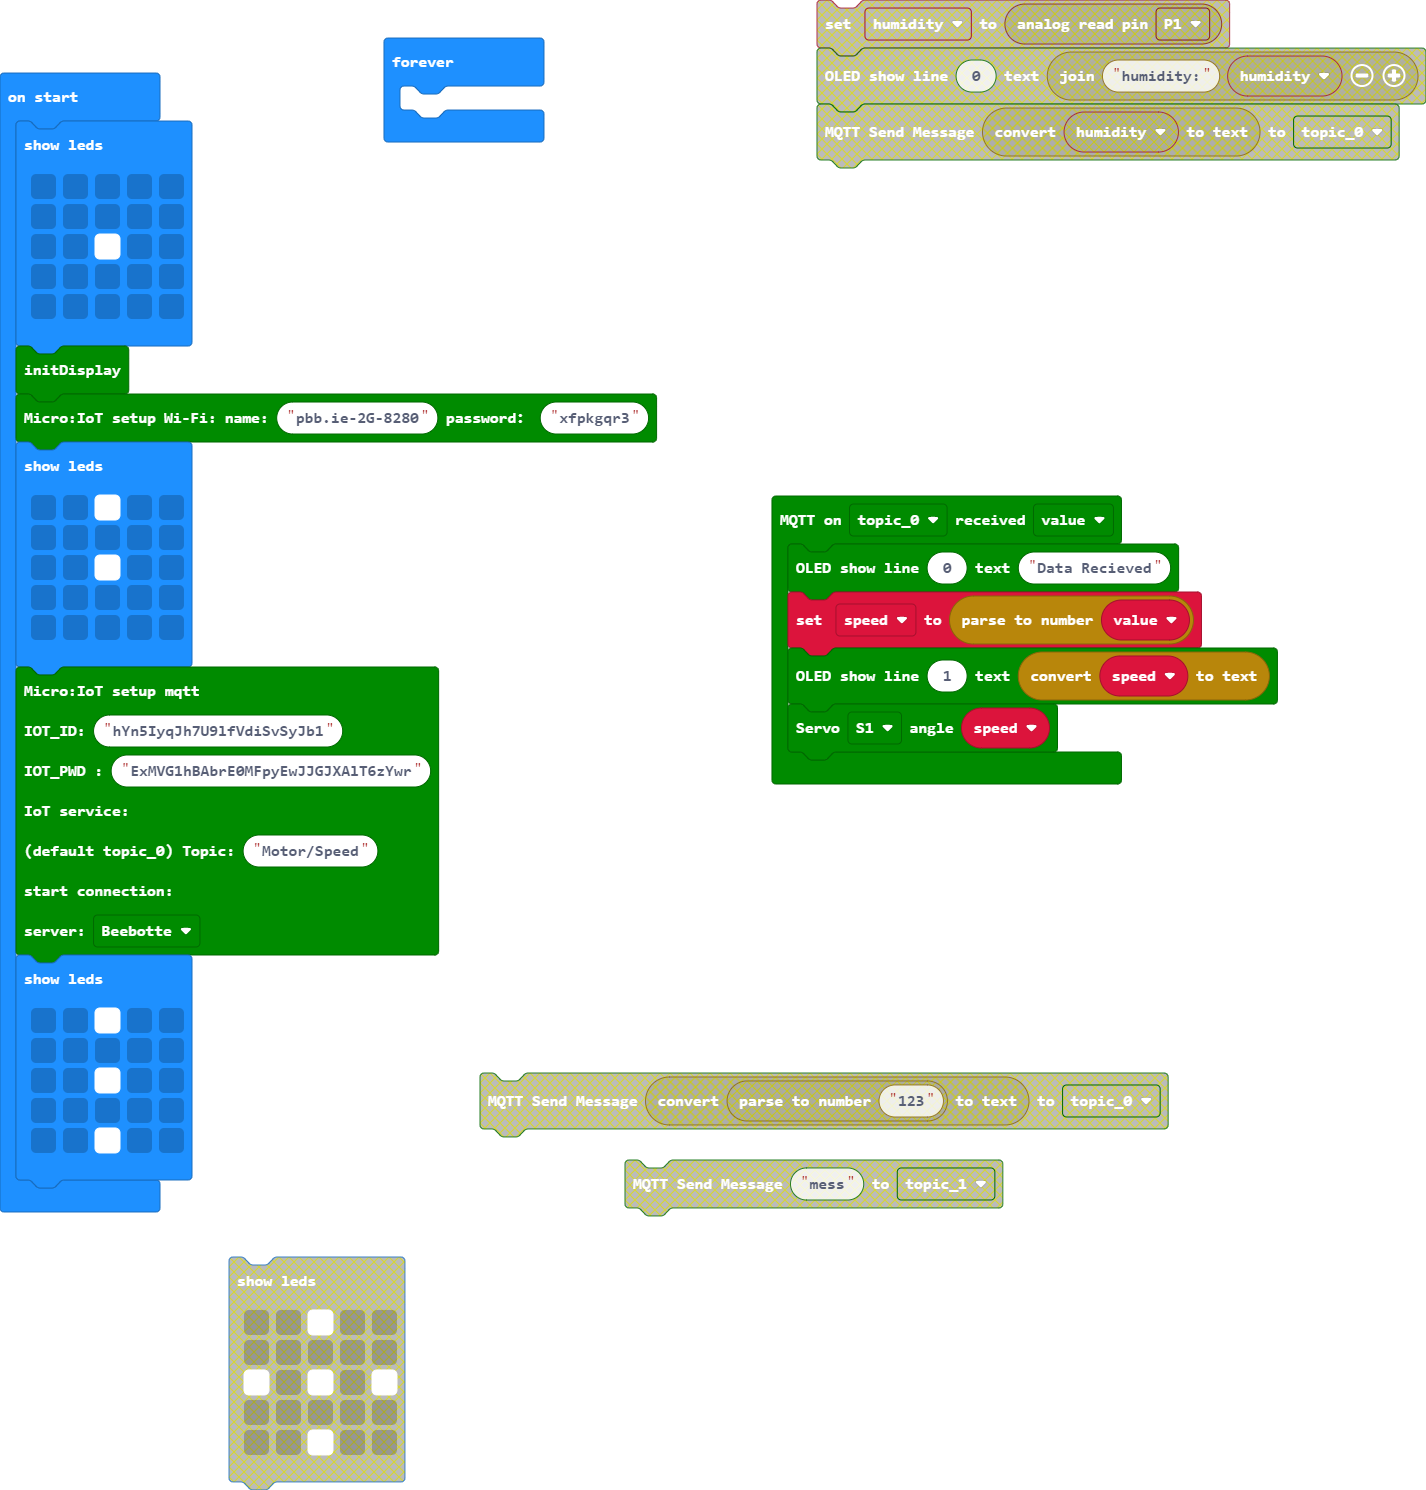 on start
show leds
initDisplay
Micro:IoT setup Wi-Fi: name: "pbb.ie-2G-8280" password: "xfpkgqr3"
show leds
Micro:IoT setup mqtt
IOT_ID: "hYn5IyqJh7U9lfVdiSvSyJb1"
IOT_PWD : "ExMVG1hBAbrE0MFpyEwJJGJXAlT6zYwr"
IoT service:
(default topic_0) Topic: "Motor/Speed"
start connection:
server: Beebotte
show leds
forever
set humidity to analog read pin P1
OLED show line 0 text join "humidity:" humidity
MQTT Send Message convert humidity to text to topic_0
MQTT on topic_0 received value
OLED show line 0 text "Data Recieved"
set speed to parse to number value
OLED show line 1 text convert speed to text
Servo S1 angle speed
MQTT Send Message convert parse to number "123" to text to topic_0
MQTT Send Message "mess" to topic_1
show leds